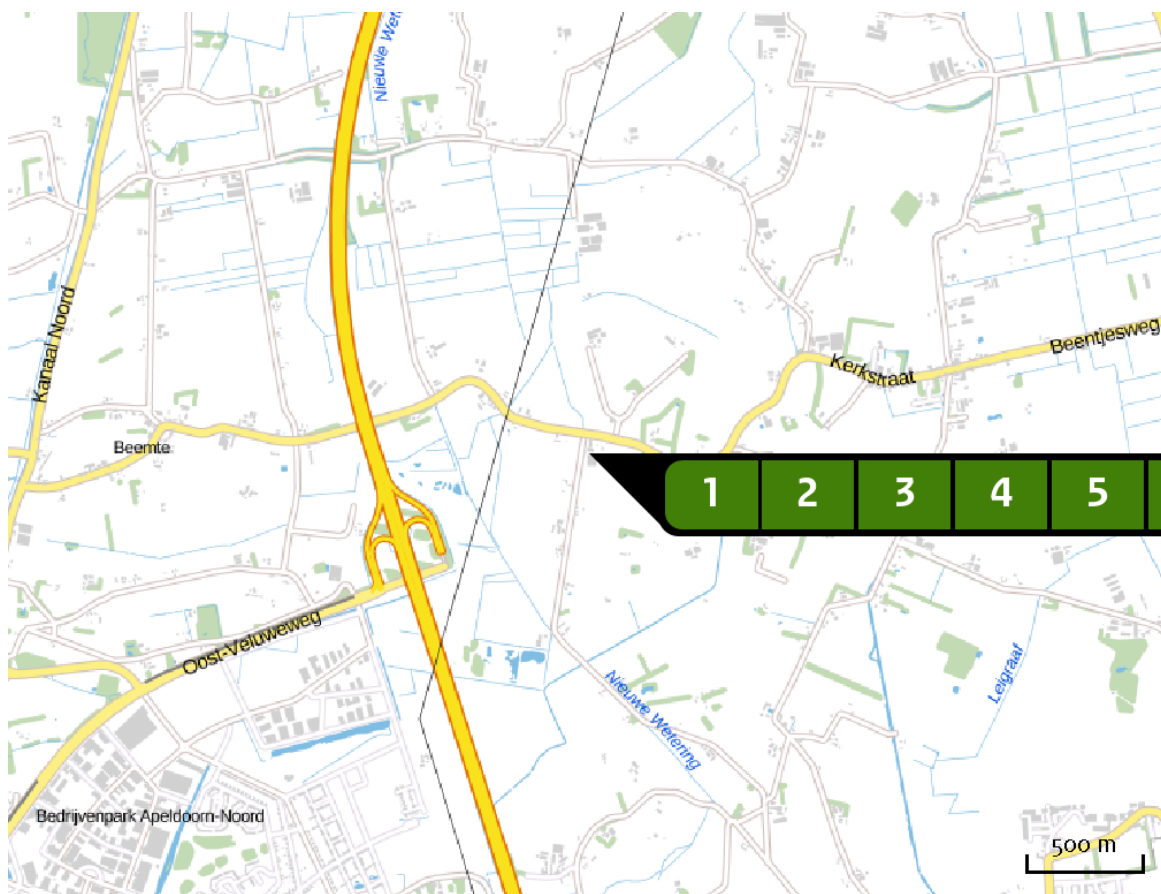 Nieuwe Wet
Kanaal Noord
Beentjesweg
Kerkstraat
Beemte
1 2 3 4 5
Oost-Veluweweg
Nieuwe Wetering
Leigraaf
Bedrijvenpark Apeldoorn-Noord
500 m